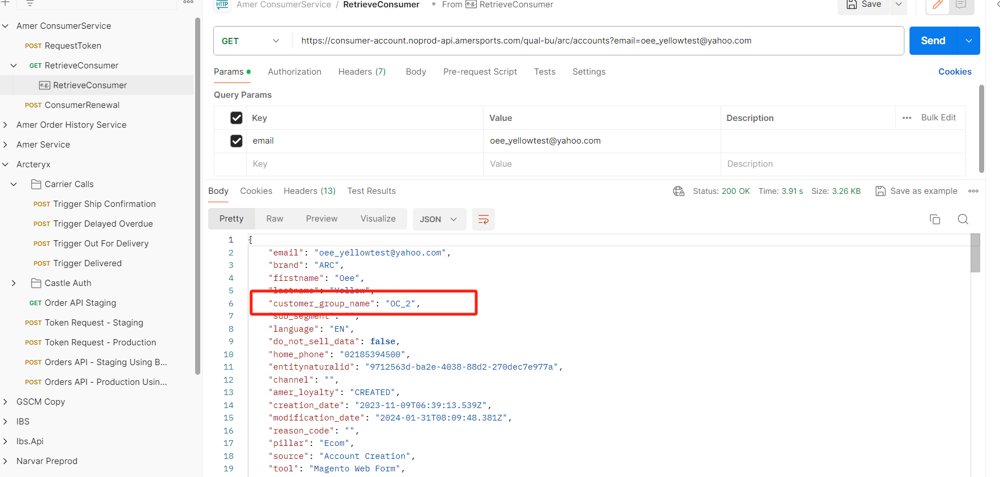 HTTP Amer ConsumerService / RetrieveConsumer • From e.g. RetrieveConsumer
Save
Amer ConsumerService
POST RequestToken
GET RetrieveConsumer
e.g. RetrieveConsumer
POST ConsumerRenewal
Amer Order History Service
Amer Service
Arcteryx
Carrier Calls
POST Trigger Ship Confirmation
POST Trigger Delayed Overdue
POST Trigger Out For Delivery
POST Trigger Delivered
Castle Auth
GET Order API Staging
POST Token Request - Staging
POST Token Request - Production
POST Orders API - Staging Using B...
POST Orders API - Production Usin...
GSCM Copy
IBS
Ibs.Api
Narvar Preprod
GET https://consumer-account.noprod-api.amersports.com/qual-bu/arc/accounts?email=oee_yellowtest@yahoo.com Send
Params Authorization Headers (7) Body Pre-request Script Tests Settings Cookies
Query Params
Key Value Description Bulk Edit
email oee_yellowtest@yahoo.com
Key Value Description
Body Cookies Headers (13) Test Results Status: 200 OK Time: 3.91 s Size: 3.26 KB Save as example
Pretty Raw Preview Visualize JSON
1 {
2 "email": "oee_yellowtest@yahoo.com",
3 "brand": "ARC",
4 "firstname": "Oee",
5 "lastname": "Yellow",
6 "customer_group_name": "OC_2",
7 "sub_segment": "",
8 "language": "EN",
9 "do_not_sell_data": false,
10 "home_phone": "02185394500",
11 "entitynaturalid": "9712563d-ba2e-4038-88d2-270dec7e977a",
12 "channel": "",
13 "amer_loyalty": "CREATED",
14 "creation_date": "2023-11-09T06:39:13.539Z",
15 "modification_date": "2024-01-31T08:09:48.381Z",
16 "reason_code": "",
17 "pillar": "Ecom",
18 "source": "Account Creation",
19 "tool": "Magento Web Form",